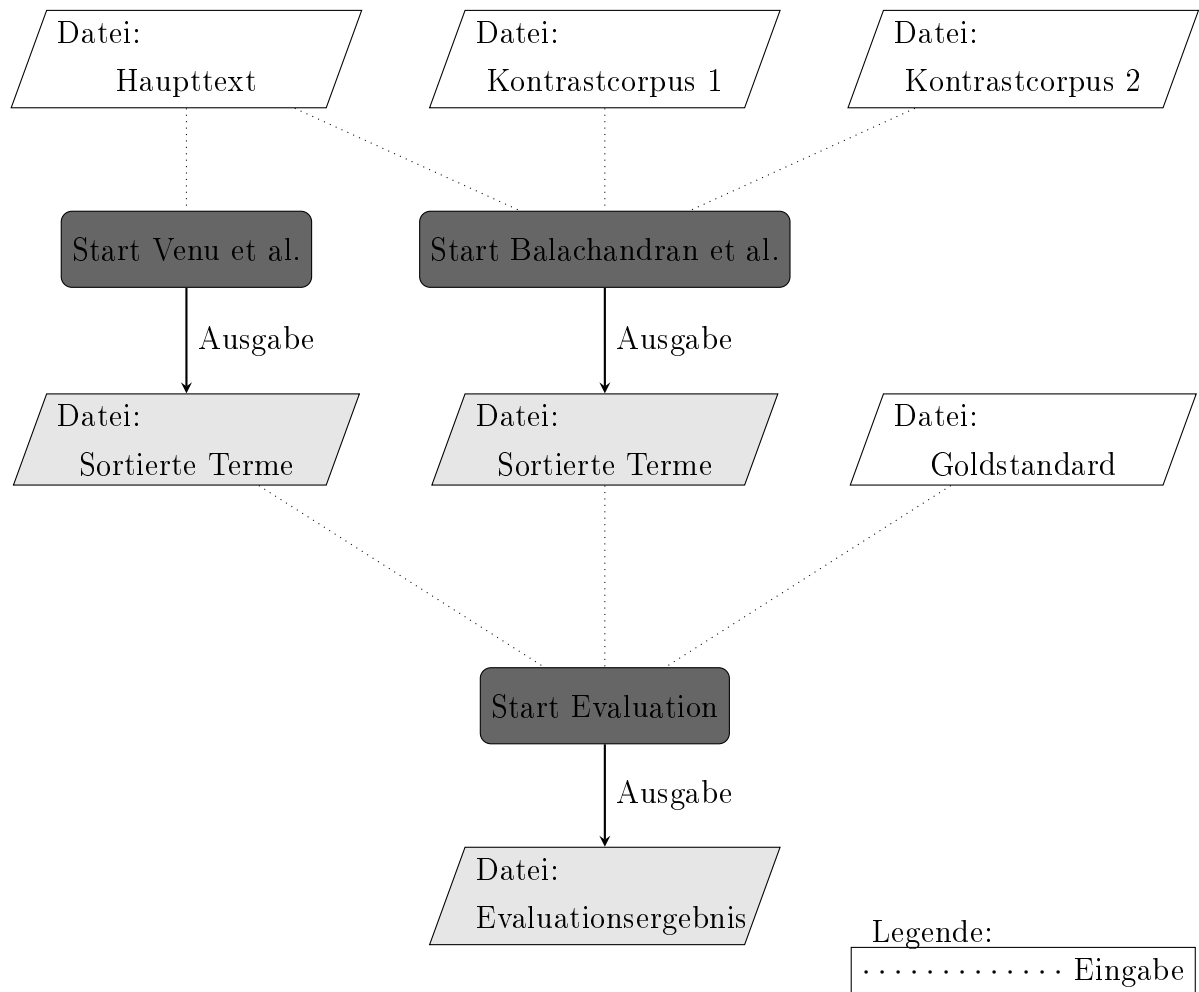 Datei:
Haupttext
Datei:
Kontrastcorpus 1
Datei:
Kontrastcorpus 2
Start Venu et al.
Start Balachandran et al.
Ausgabe
Ausgabe
Datei:
Sortierte Terme
Datei:
Sortierte Terme
Datei:
Goldstandard
Start Evaluation
Ausgabe
Datei:
Evaluationsergebnis
Legende:
Eingabe